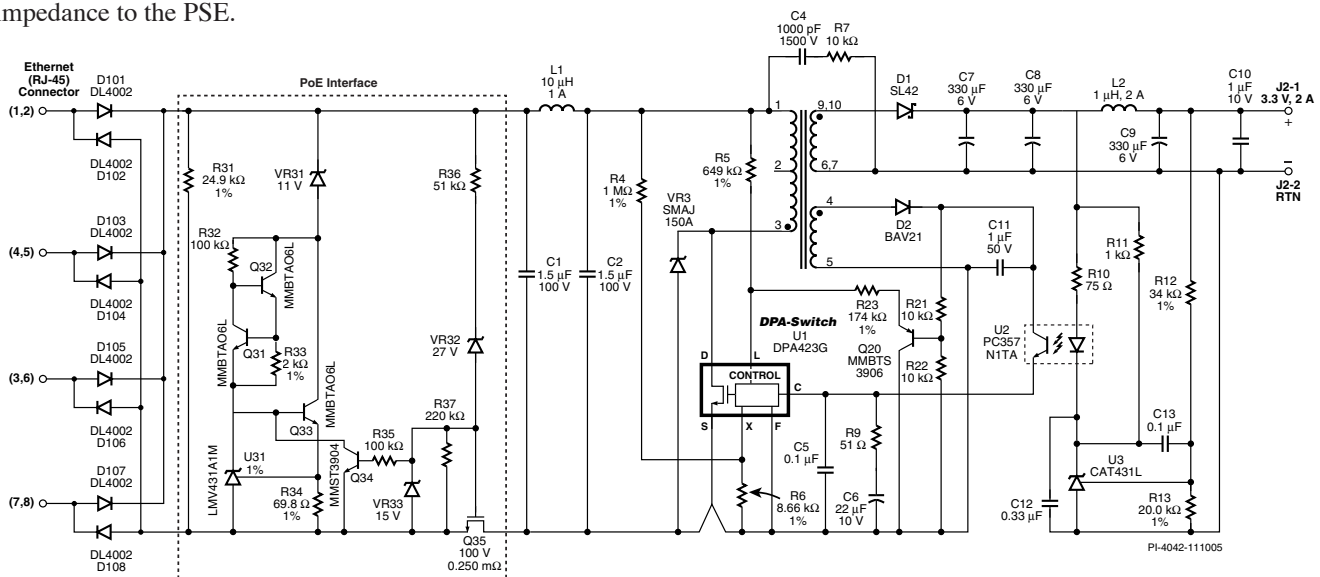 impedance to the PSE.
Ethernet
(RJ-45)
Connector
(1,2)
(4,5)
(3,6)
(7,8)
D101
DL4002
DL4002
D102
D103
DL4002
DL4002
D104
D105
DL4002
DL4002
D106
D107
DL4002
DL4002
D108
PoE Interface
R31
24.9 kΩ
1%
VR31
11 V
R32
100 kΩ
Q32
MMBTAO6L
Q31
MMBTAO6L
R33
2 kΩ
1%
MMBTAO6L
Q33
U31
1%
LMV431A1M
R34
69.8 Ω
1%
MMST3904
Q34
R35
100 kΩ
VR33
15 V
R36
51 kΩ
VR32
27 V
R37
220 kΩ
Q35
100 V
0.250 mΩ
L1
10 μH
1 A
C1
1.5 μF
100 V
C2
1.5 μF
100 V
R4
1 MΩ
1%
VR3
SMAJ
150A
R5
649 kΩ
1%
C4
1000 pF
1500 V
R7
10 kΩ
1
2
3
9,10
6,7
4
5
D1
SL42
C7
330 μF
6 V
C8
330 μF
6 V
L2
1 μH, 2 A
C9
330 μF
6 V
C10
1 μF
10 V
J2-1
3.3 V, 2 A
+
–
J2-2
RTN
D2
BAV21
C11
1 μF
50 V
R23
174 kΩ
1%
R21
10 kΩ
Q20
MMBTS
3906
R22
10 kΩ
DPA-Switch
U1
DPA423G
D
L
CONTROL
C
S
X
F
R6
8.66 kΩ
1%
C5
0.1 μF
R9
51 Ω
C6
22 μF
10 V
U2
PC357
N1TA
R10
75 Ω
R11
1 kΩ
R12
34 kΩ
1%
C13
0.1 μF
U3
CAT431L
C12
0.33 μF
R13
20.0 kΩ
1%
PI-4042-111005